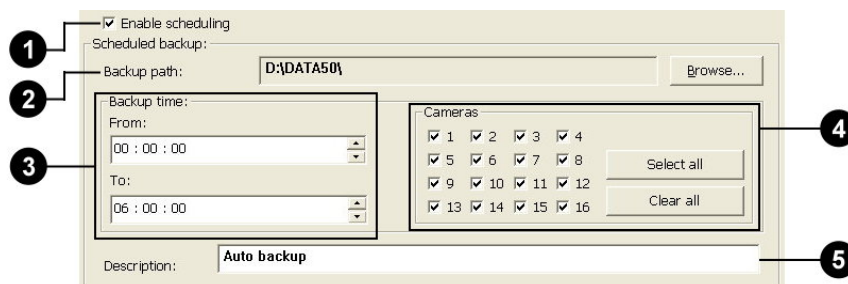 Enable scheduling
1
Scheduled backup:
2
Backup path:
D:\DATA50\
Browse...
3
Backup time:
From:
00 : 00 : 00
To:
06 : 00 : 00
4
Cameras
1 2 3 4
5 6 7 8
9 10 11 12
13 14 15 16
Select all
Clear all
Description:
Auto backup
5